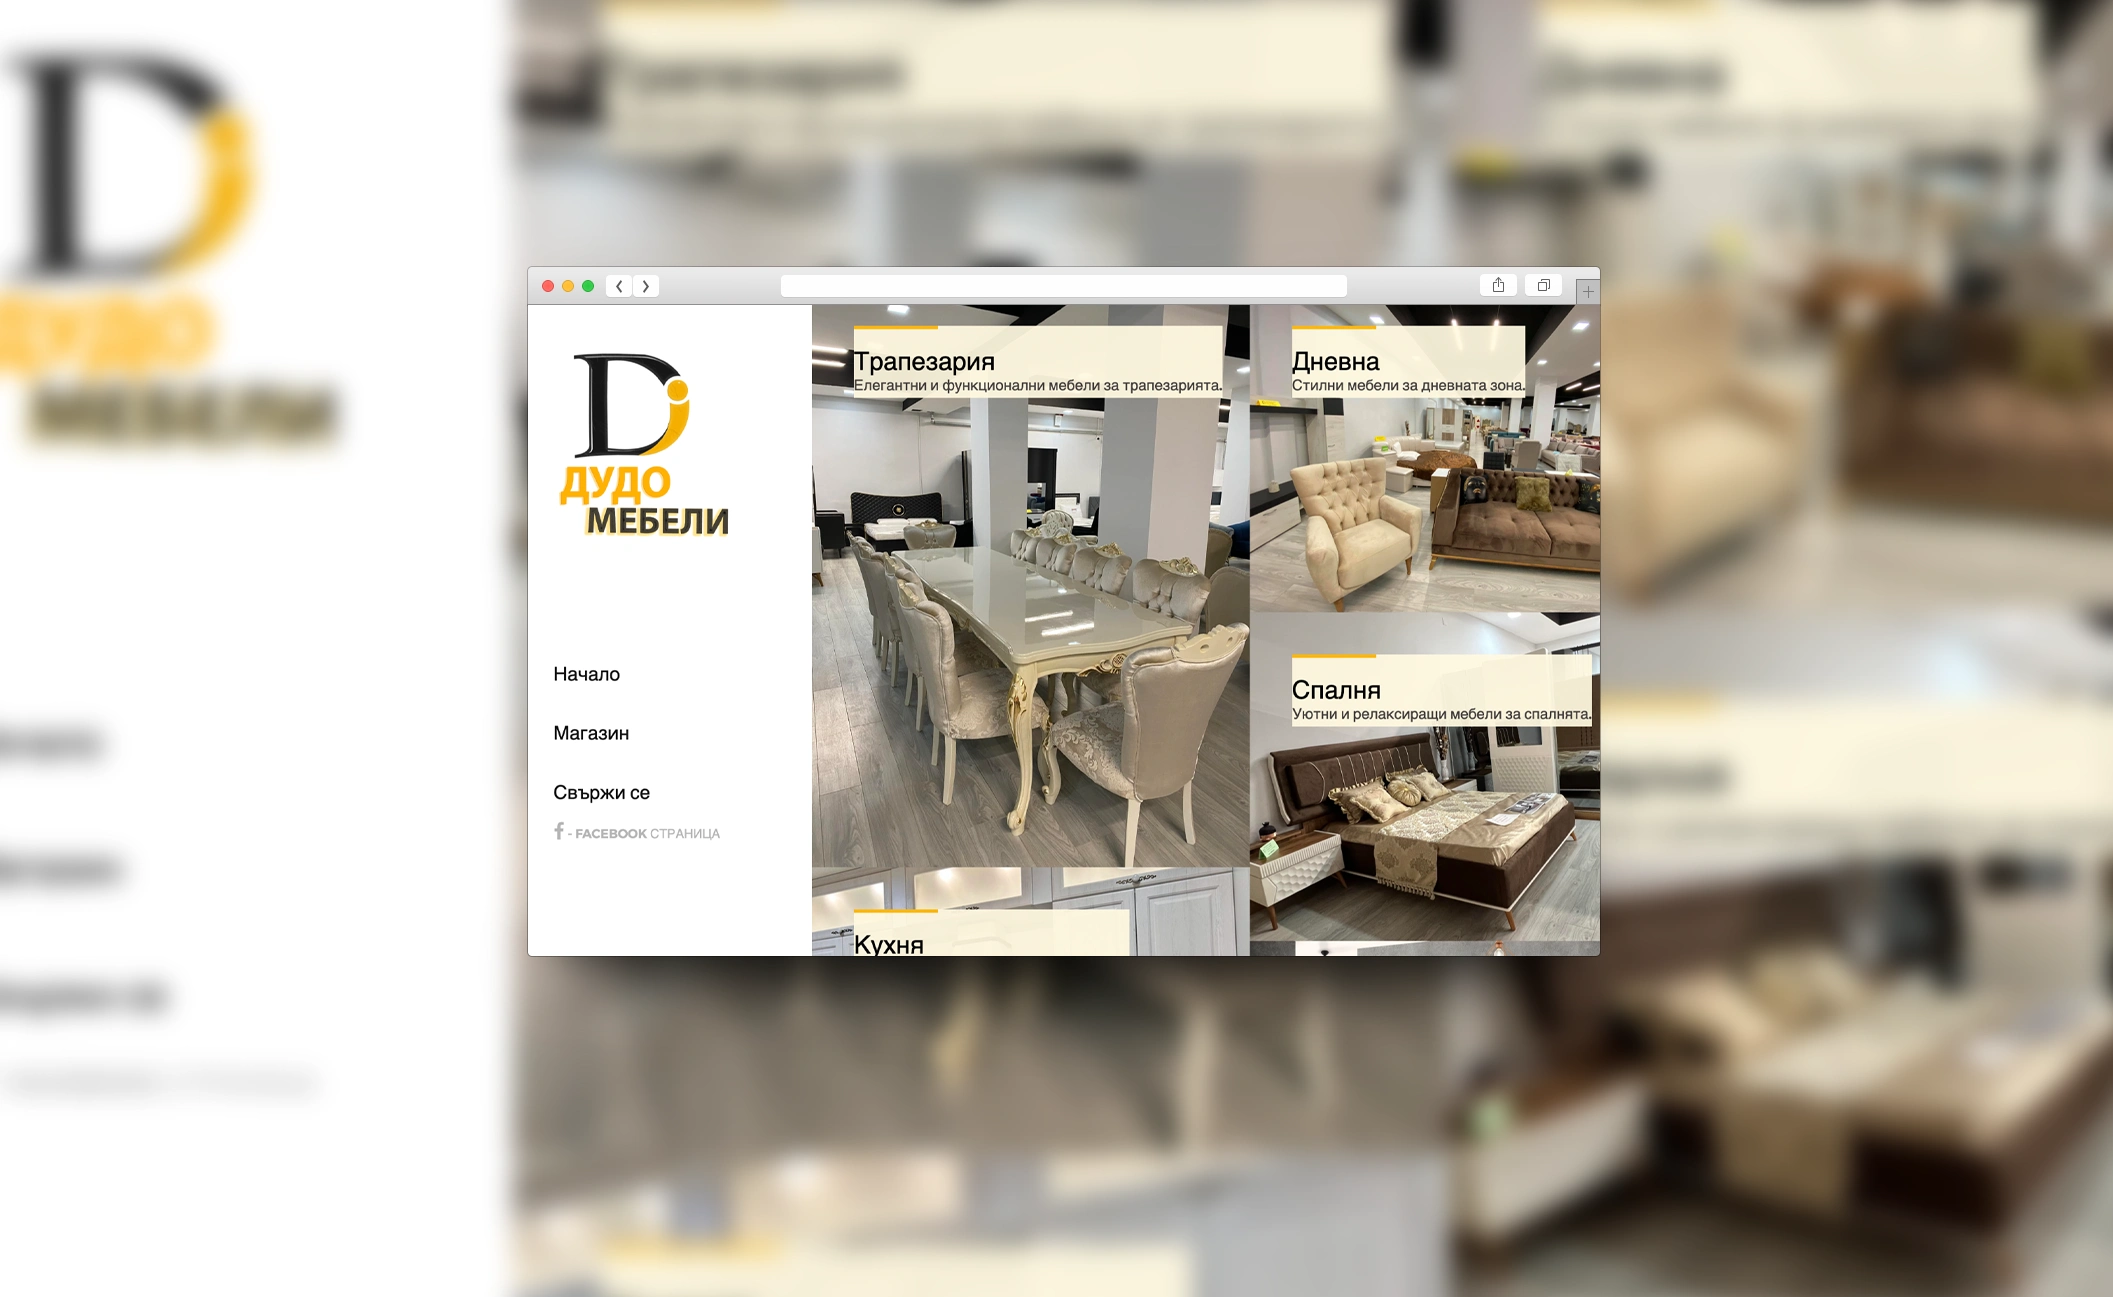 ДУДО
МЕБЕЛИ
Начало
Магазин
Свържи се
f - FACEBOOK СТРАНИЦА
Трапезария
Елегантни и функционални мебели за трапезарията.
Дневна
Стилни мебели за дневната зона.
Спалня
Уютни и релаксиращи мебели за спалнята.
Кухня